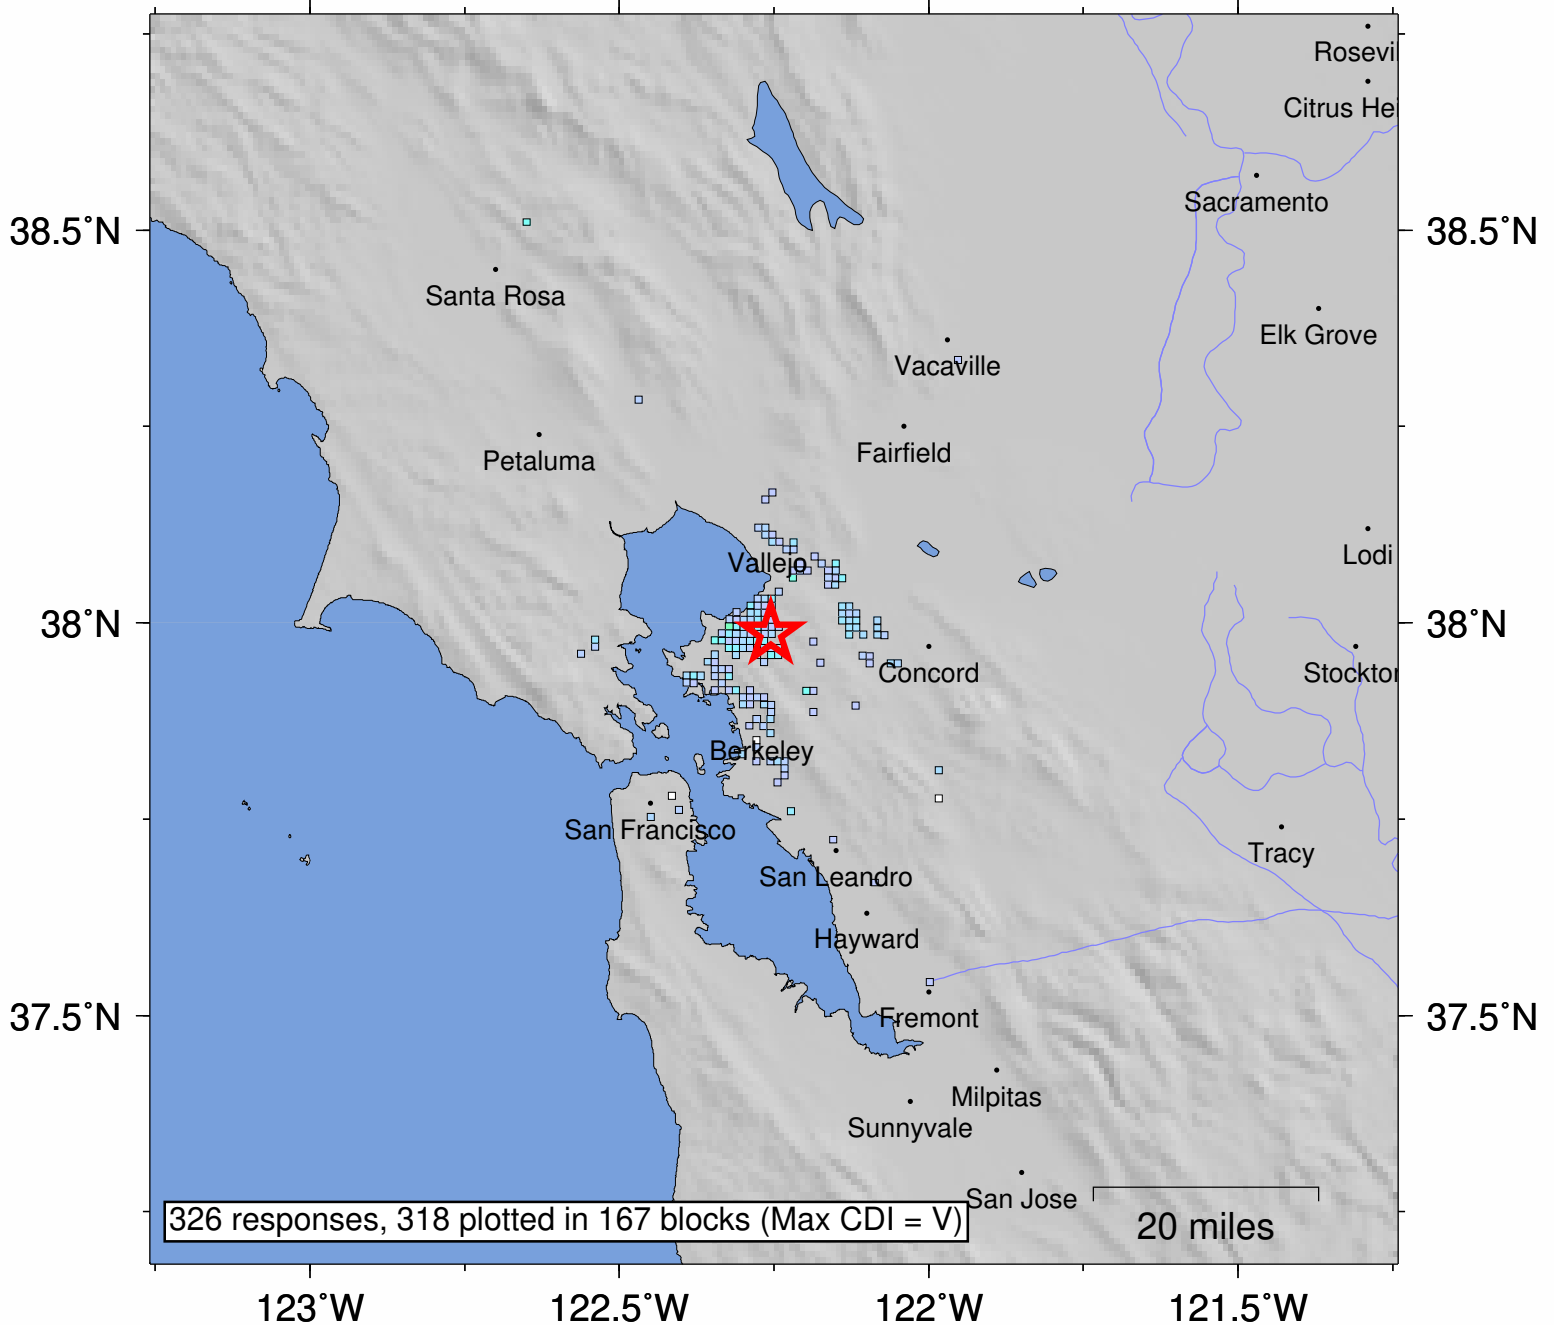 Rosevi
Citrus Hei
Sacramento
38.5°N
38.5°N
Santa Rosa
Elk Grove
Vacaville
Petaluma
Fairfield
Lodi
Vallejo
38°N
38°N
Concord
Stockton
Berkeley
San Francisco
Tracy
San Leandro
Hayward
37.5°N
37.5°N
Fremont
Milpitas
Sunnyvale
San Jose
326 responses, 318 plotted in 167 blocks (Max CDI = V)
20 miles
123°W
122.5°W
122°W
121.5°W